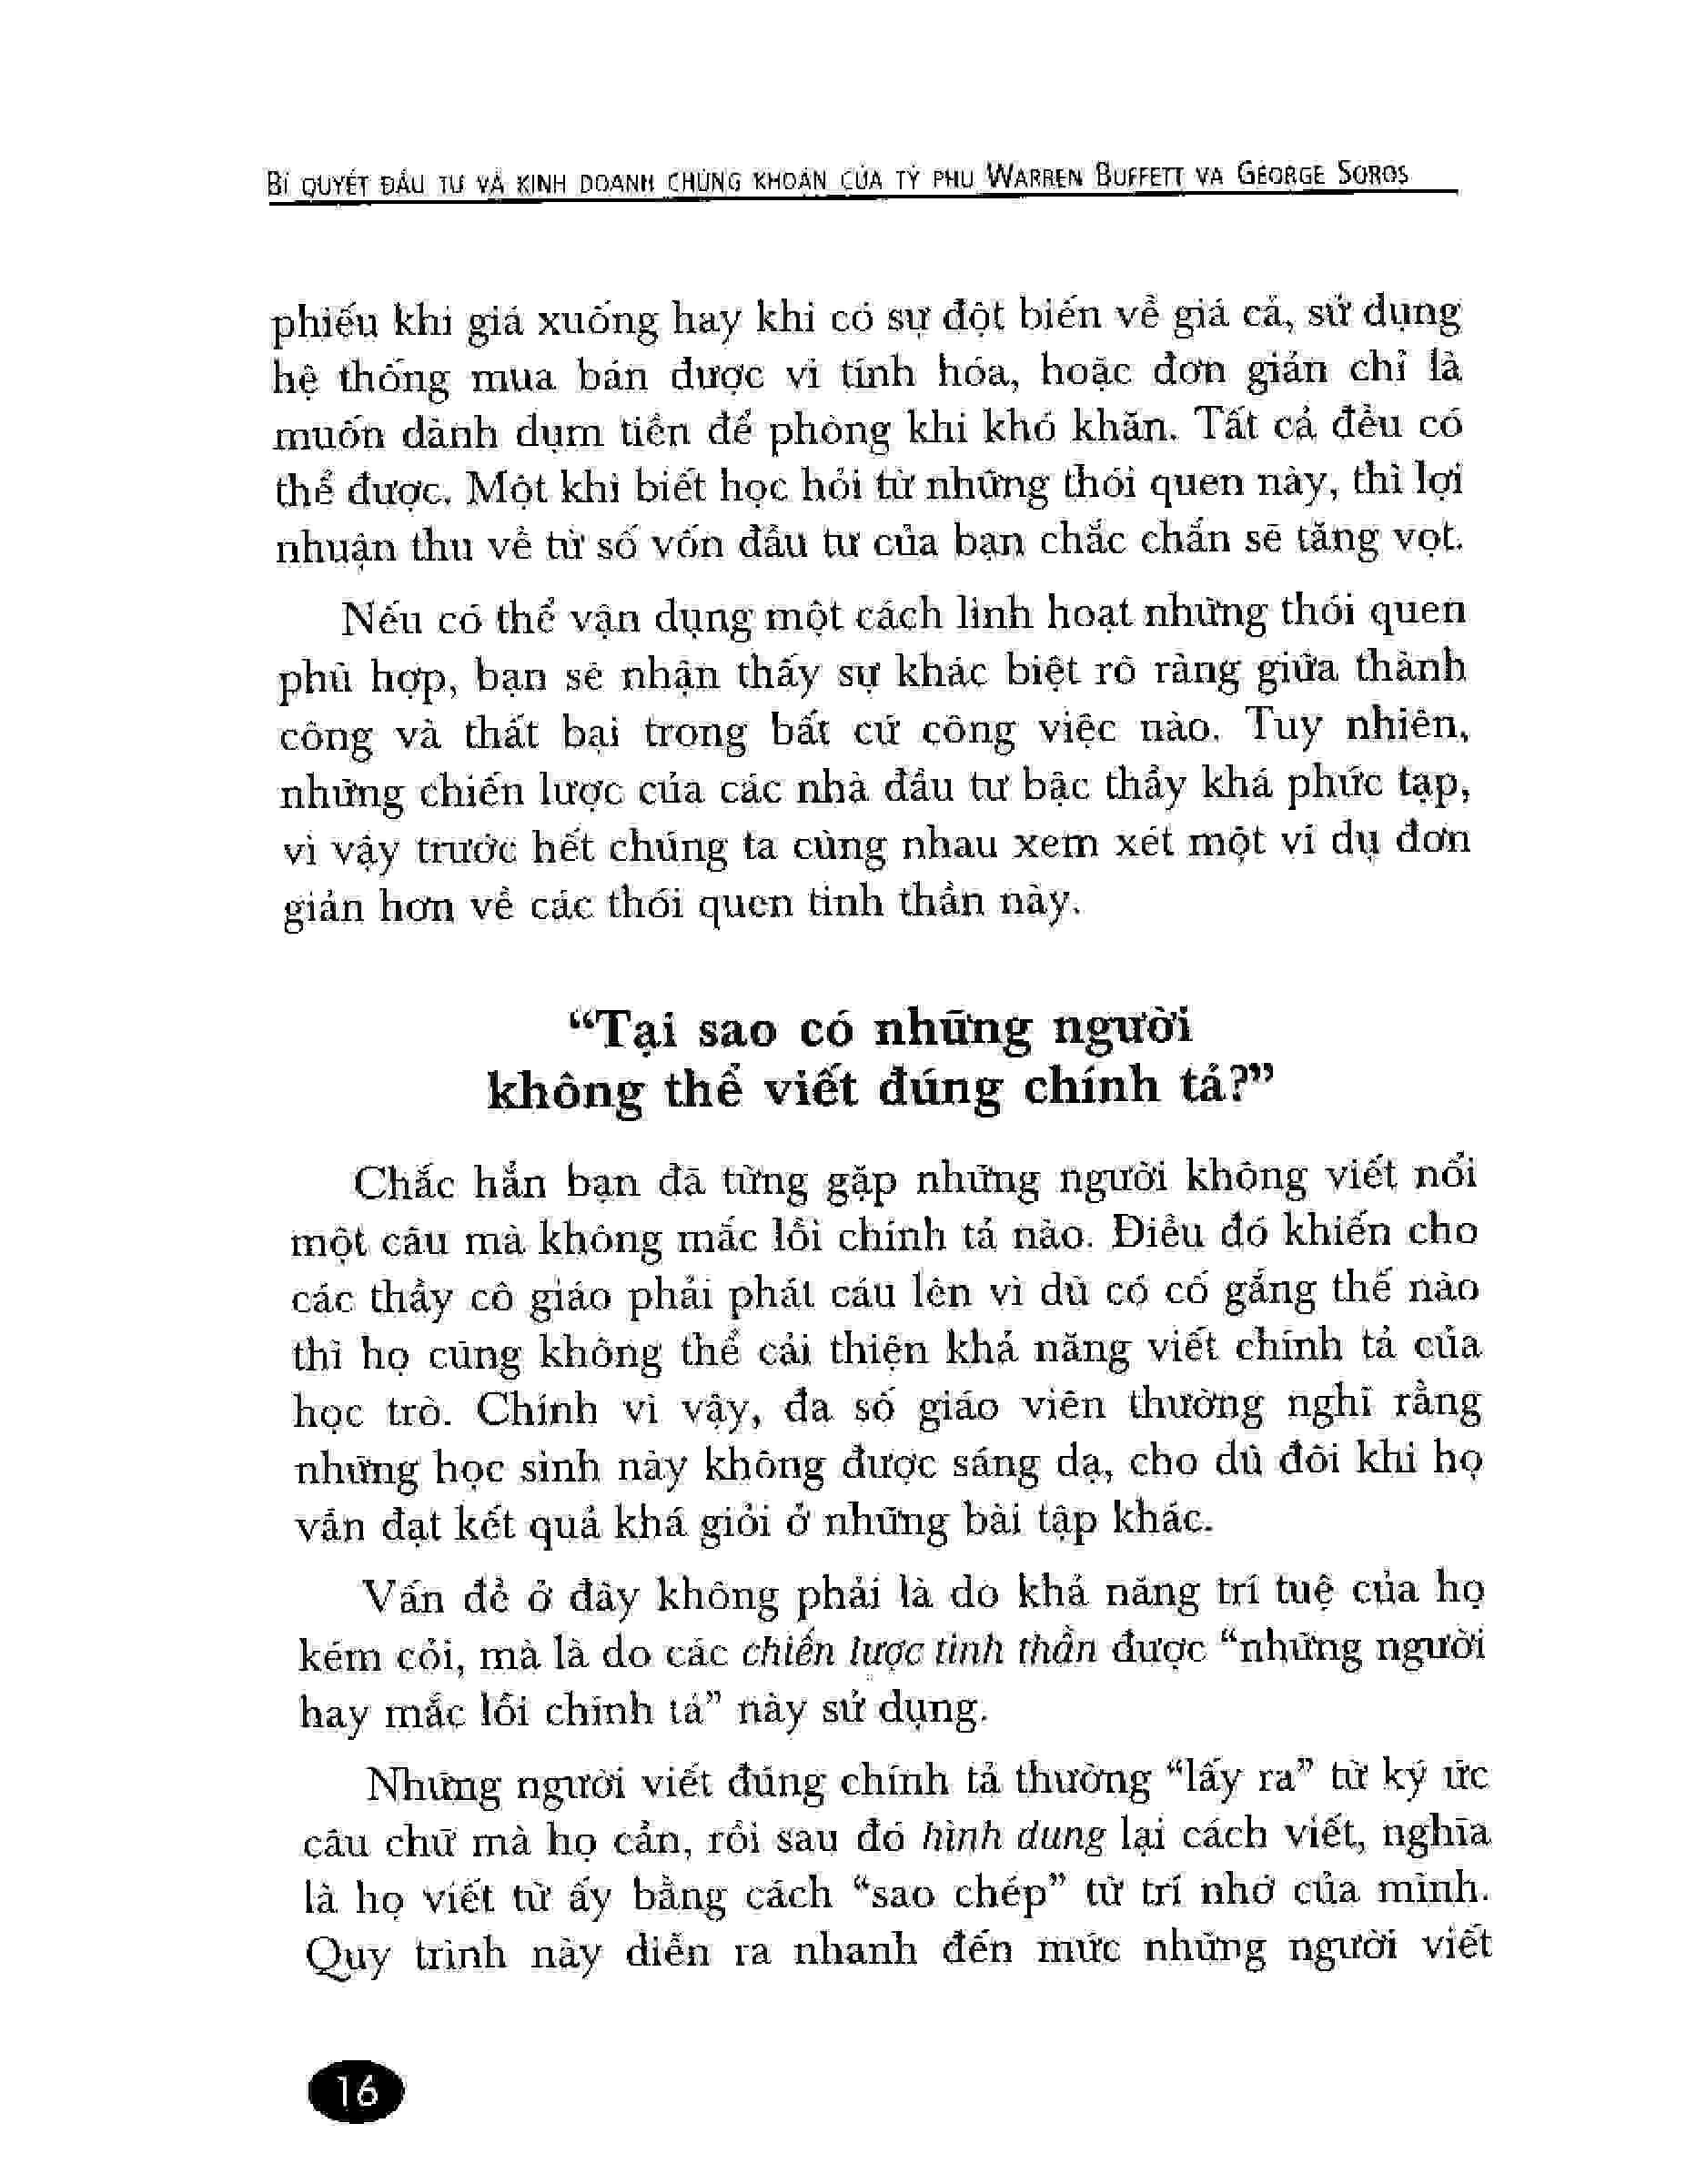 BÍ QUYẾT ĐẦU TƯ VÀ KINH DOANH CHỨNG KHOÁN CỦA TỶ PHÚ WARREN BUFFETT VÀ GEORGE SOROS
phiếu khi giá xuống hay khi có sự đột biến về giá cả, sử dụng
hệ thống mua bán được vi tính hóa, hoặc đơn giản chỉ là
muốn dành dụm tiền để phòng khi khó khăn. Tất cả đều có
thể được. Một khi biết học hỏi từ những thói quen này, thì lợi
nhuận thu về từ số vốn đầu tư của bạn chắc chắn sẽ tăng vọt.
Nếu có thể vận dụng một cách linh hoạt những thói quen
phù hợp, bạn sẽ nhận thấy sự khác biệt rõ ràng giữa thành
công và thất bại trong bất cứ công việc nào. Tuy nhiên,
những chiến lược của các nhà đầu tư bậc thầy khá phức tạp,
vì vậy trước hết chúng ta cùng nhau xem xét một ví dụ đơn
giản hơn về các thói quen tinh thần này.
“Tại sao có những người
không thể viết đúng chính tả?”
Chắc hẳn bạn đã từng gặp những người không viết nổi
một câu mà không mắc lỗi chính tả nào. Điều đó khiến cho
các thầy cô giáo phải phát cáu lên vì dù có cố gắng thế nào
thì họ cũng không thể cải thiện khả năng viết chính tả của
học trò. Chính vì vậy, đa số giáo viên thường nghĩ rằng
những học sinh này không được sáng dạ, cho dù đôi khi họ
vẫn đạt kết quả khá giỏi ở những bài tập khác.
Vấn đề ở đây không phải là do khả năng trí tuệ của họ
kém cỏi, mà là do các chiến lược tinh thần được “những người
hay mắc lỗi chính tả” này sử dụng.
Những người viết đúng chính tả thường “lấy ra” từ ký ức
câu chữ mà họ cần, rồi sau đó hình dung lại cách viết, nghĩa
là họ viết từ ấy bằng cách “sao chép” từ trí nhớ của mình.
Quy trình này diễn ra nhanh đến mức những người viết
16